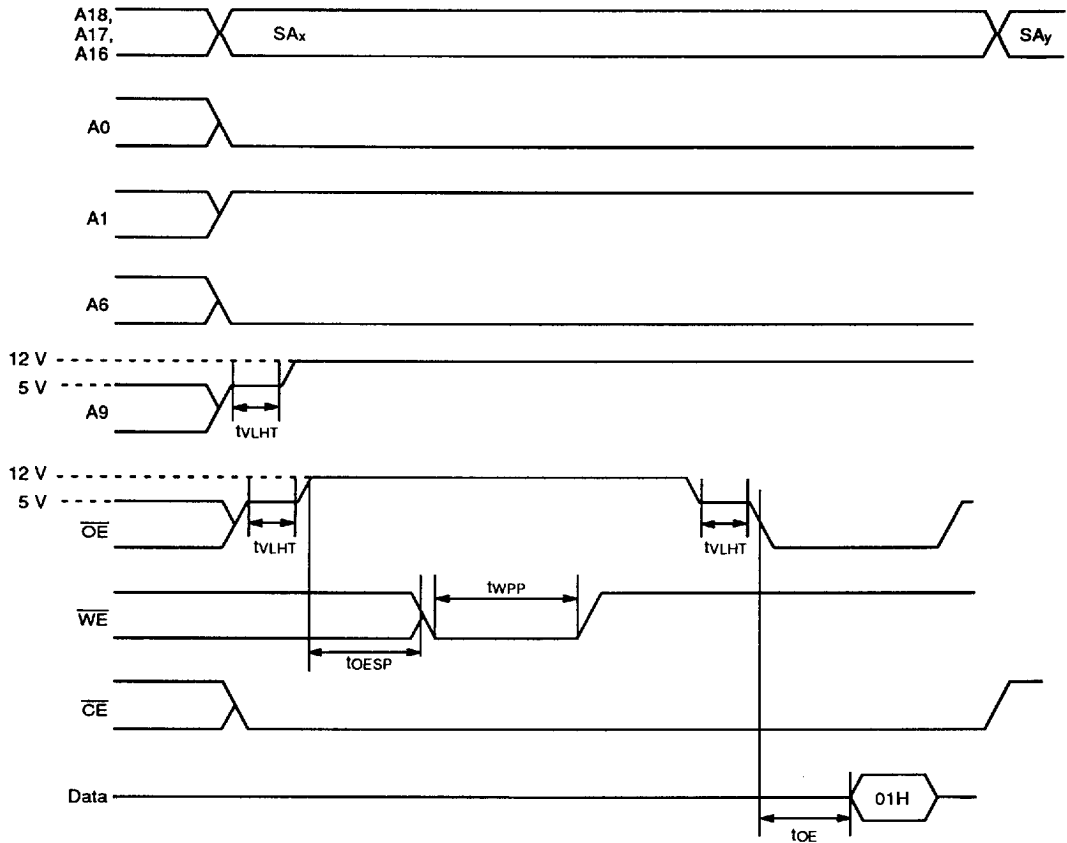 A18,
A17,
A16
SAx
SAy
A0
A1
A6
12 V
5 V
A9
tVLHT
12 V
5 V
OE
tVLHT
tVLHT
WE
tWPP
tOESP
CE
Data
01H
tOE